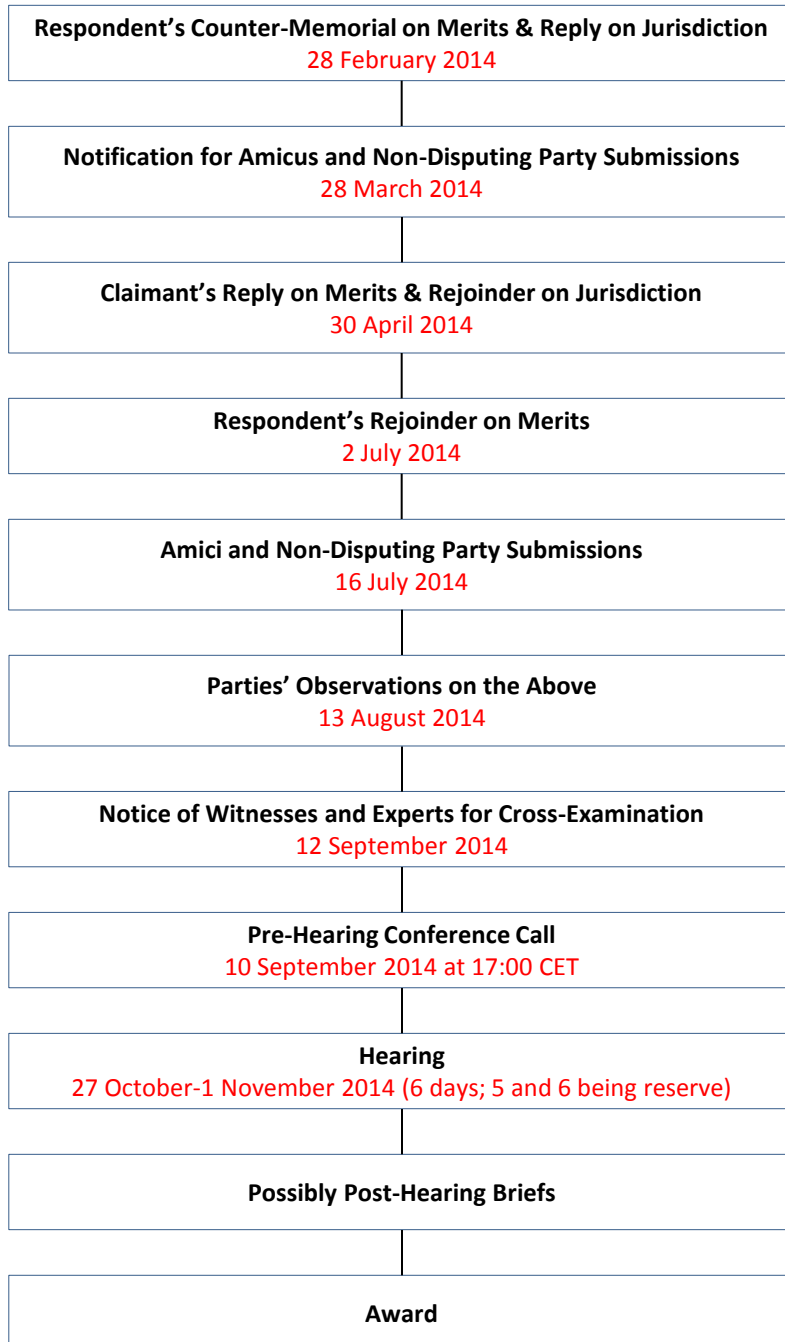 Respondent’s Counter-Memorial on Merits & Reply on Jurisdiction
28 February 2014
Notification for Amicus and Non-Disputing Party Submissions
28 March 2014
Claimant’s Reply on Merits & Rejoinder on Jurisdiction
30 April 2014
Respondent’s Rejoinder on Merits
2 July 2014
Amici and Non-Disputing Party Submissions
16 July 2014
Parties’ Observations on the Above
13 August 2014
Notice of Witnesses and Experts for Cross-Examination
12 September 2014
Pre-Hearing Conference Call
10 September 2014 at 17:00 CET
Hearing
27 October-1 November 2014 (6 days; 5 and 6 being reserve)
Possibly Post-Hearing Briefs
Award